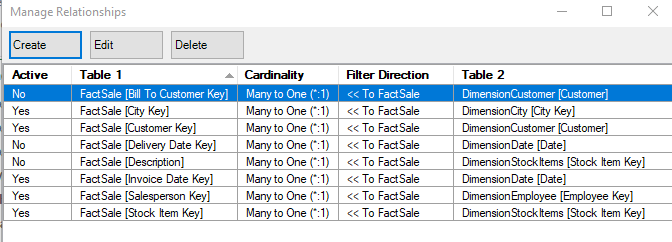 Manage Relationships
Create Edit Delete
Active Table 1 Cardinality Filter Direction Table 2
No FactSale [Bill To Customer Key] Many to One (*:1) << To FactSale DimensionCustomer [Customer]
Yes FactSale [City Key] Many to One (*:1) << To FactSale DimensionCity [City Key]
Yes FactSale [Customer Key] Many to One (*:1) << To FactSale DimensionCustomer [Customer]
No FactSale [Delivery Date Key] Many to One (*:1) << To FactSale DimensionDate [Date]
No FactSale [Description] Many to One (*:1) << To FactSale DimensionStockItems [Stock Item Key]
Yes FactSale [Invoice Date Key] Many to One (*:1) << To FactSale DimensionDate [Date]
Yes FactSale [Salesperson Key] Many to One (*:1) << To FactSale DimensionEmployee [Employee Key]
Yes FactSale [Stock Item Key] Many to One (*:1) << To FactSale DimensionStockItems [Stock Item Key]